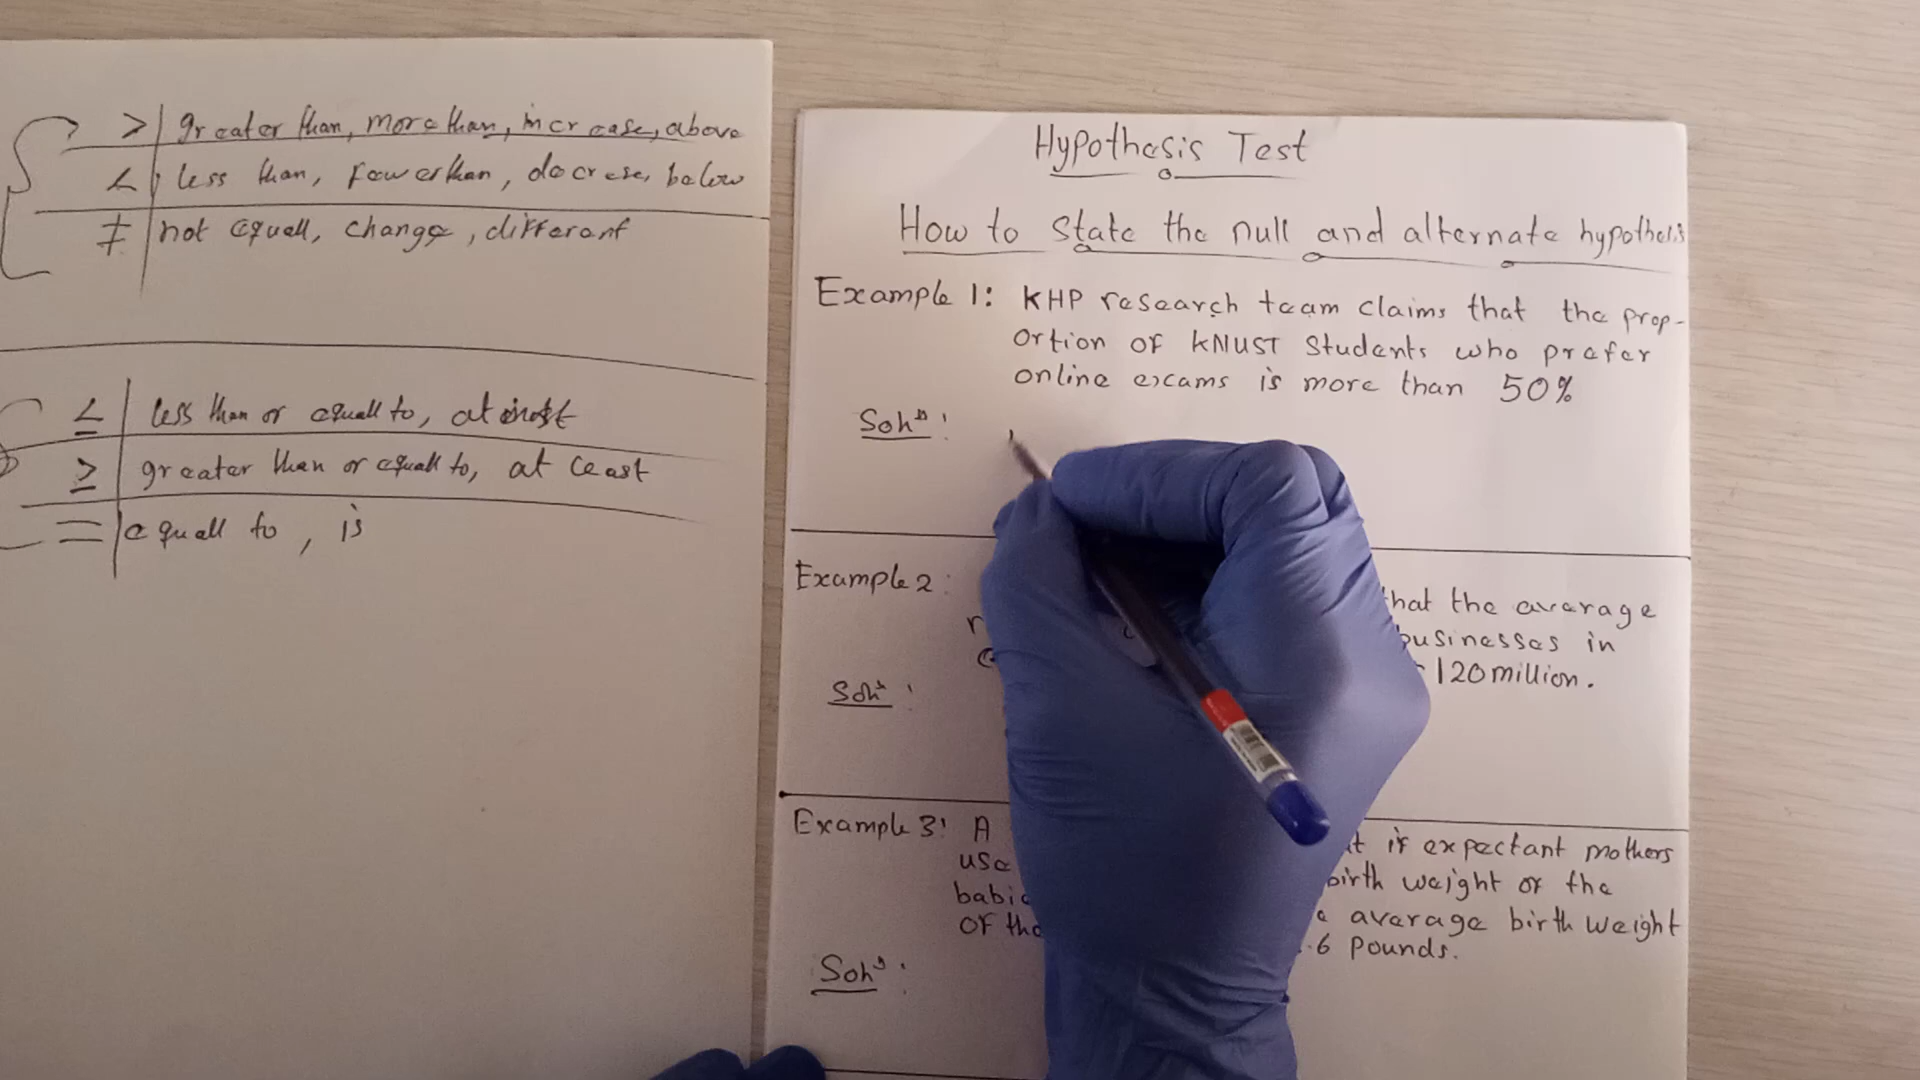 > greater than, more than, increase, above
< less than, fewer than, decrese, below
≠ not equall, change, different
≤ less than or equall to, at most
≥ greater than or equall to, at least
= equall to, is
Hypothesis Test
How to state the null and alternate hypothesis
Example 1: KHP research team claims that the prop-
ortion of KNUST Students who prefer
online exams is more than 50%
Soln:
Example 2:
that the average
businesses in
120 million.
Soln:
Example 3: A
t if expectant mothers
use
birth weight of the
babie
average birth weight
of the
.6 pounds.
Soln: